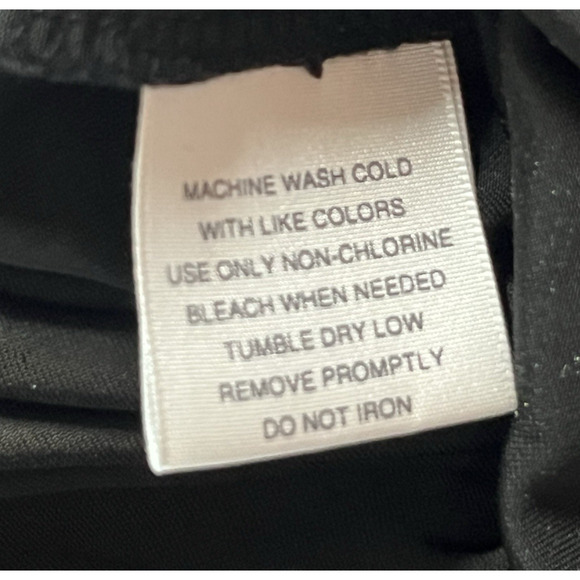 MACHINE WASH COLD
WITH LIKE COLORS
USE ONLY NON-CHLORINE
BLEACH WHEN NEEDED
TUMBLE DRY LOW
REMOVE PROMPTLY
DO NOT IRON